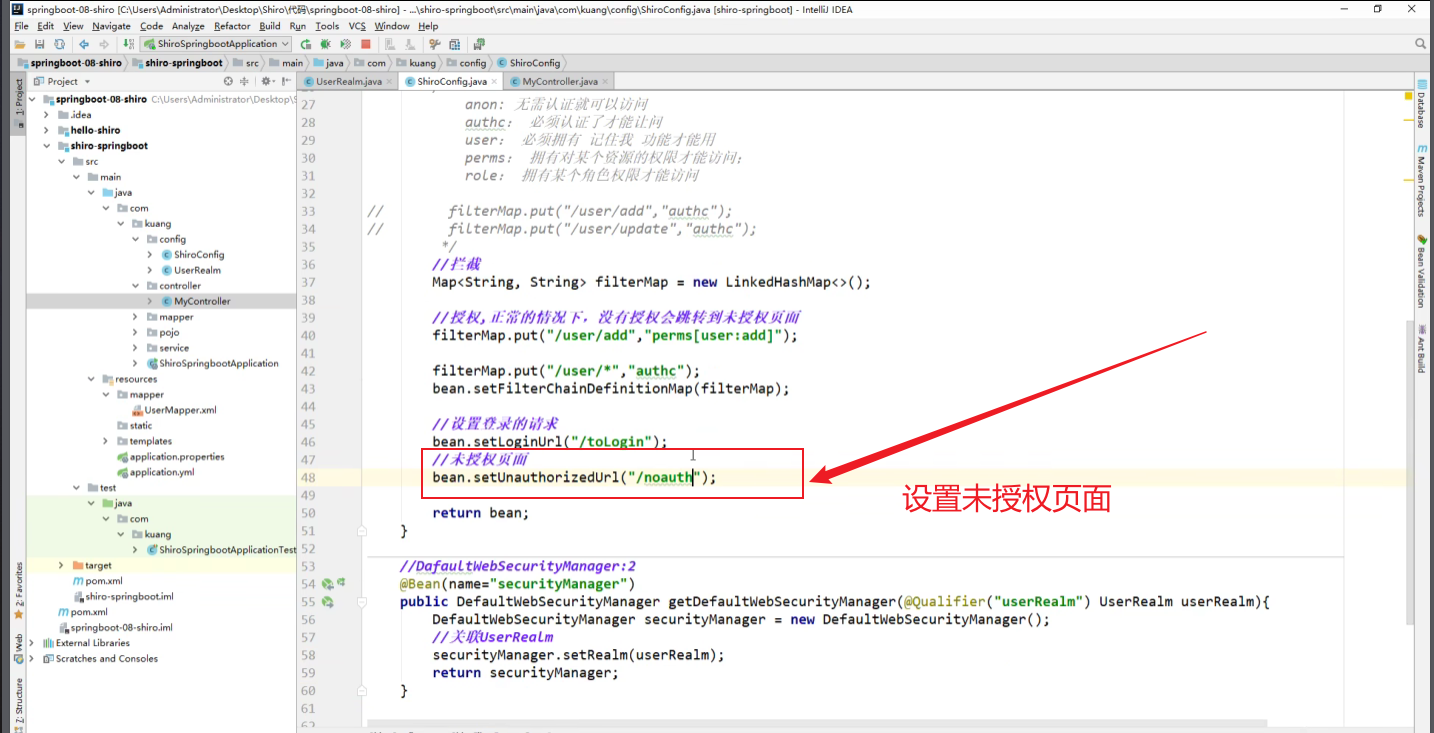 springboot-08-shiro [C:\Users\Administrator\Desktop\Shiro\代码\springboot-08-shiro] - ...\shiro-springboot\src\main\java\com\kuang\config\ShiroConfig.java [shiro-springboot] - IntelliJ IDEA
File Edit View Navigate Code Analyze Refactor Build Run Tools VCS Window Help
ShiroSpringbootApplication
springboot-08-shiro shiro-springboot src main java com kuang config ShiroConfig
Project
UserRealm.java ShiroConfig.java MyController.java
1: Project
springboot-08-shiro C:\Users\Administrator\Desktop\S
.idea
hello-shiro
shiro-springboot
src
main
java
com
kuang
config
ShiroConfig
UserRealm
controller
MyController
mapper
pojo
service
ShiroSpringbootApplication
resources
mapper
UserMapper.xml
static
templates
application.properties
application.yml
test
java
com
kuang
ShiroSpringbootApplicationTest
target
pom.xml
shiro-springboot.iml
pom.xml
springboot-08-shiro.iml
External Libraries
Scratches and Consoles
2: Favorites
Web
Z: Structure
27 anon: 无需认证就可以访问
28 authc: 必须认证了才能让问
29 user: 必须拥有 记住我 功能才能用
30 perms: 拥有对某个资源的权限才能访问;
31 role: 拥有某个角色权限才能访问
32
33 // filterMap.put("/user/add","authc");
34 // filterMap.put("/user/update","authc");
35 */
36 //拦截
37 Map<String, String> filterMap = new LinkedHashMap<>();
38
39 //授权,正常的情况下，没有授权会跳转到未授权页面
40 filterMap.put("/user/add","perms[user:add]");
41
42 filterMap.put("/user/*","authc");
43 bean.setFilterChainDefinitionMap(filterMap);
44
45 //设置登录的请求
46 bean.setLoginUrl("/toLogin");
47 //未授权页面
48 bean.setUnauthorizedUrl("/noauth");
49
50 return bean;
51 }
52
53 //DafaultWebSecurityManager:2
54 @Bean(name="securityManager")
55 public DefaultWebSecurityManager getDefaultWebSecurityManager(@Qualifier("userRealm") UserRealm userRealm){
56 DefaultWebSecurityManager securityManager = new DefaultWebSecurityManager();
57 //关联UserRealm
58 securityManager.setRealm(userRealm);
59 return securityManager;
60 }
61
62
设置未授权页面
Database
Maven Projects
Bean Validation
Ant Build